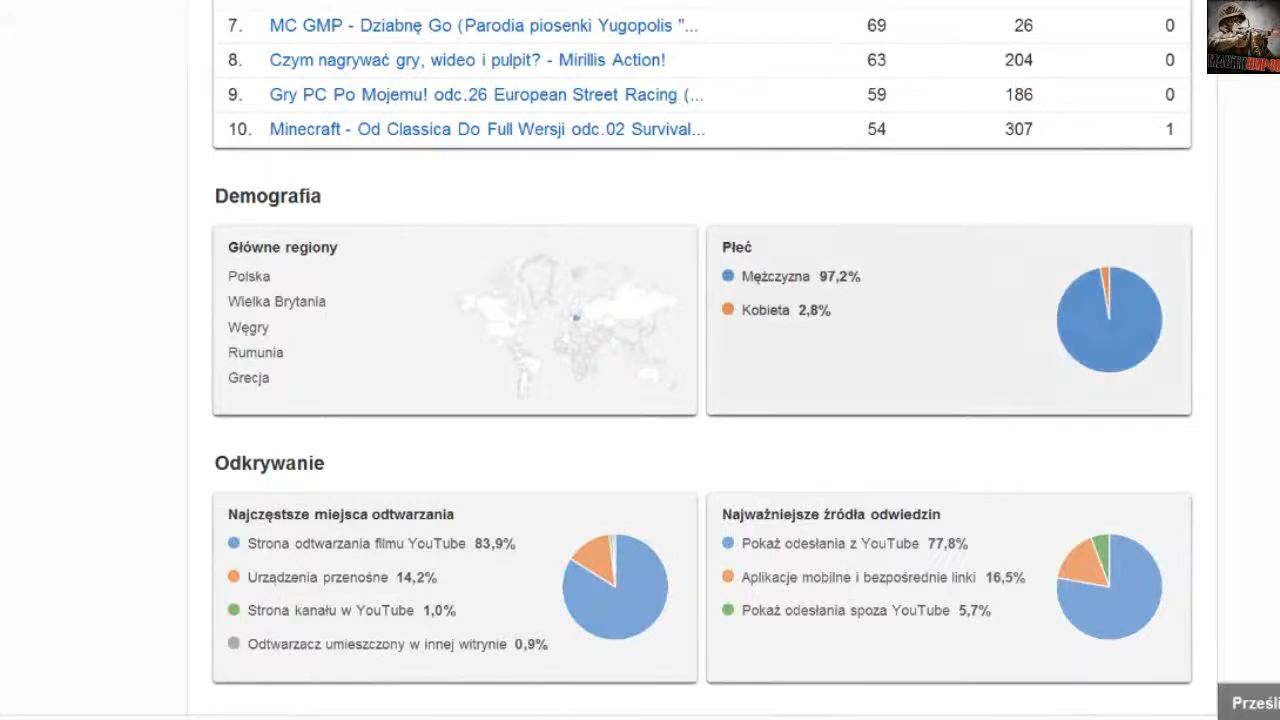 7. MC GMP - Dziabnę Go (Parodia piosenki Yugopolis "... 69 26 0
8. Czym nagrywać gry, wideo i pulpit? - Mirillis Action! 63 204 0
9. Gry PC Po Mojemu! odc.26 European Street Racing (... 59 186 0
10. Minecraft - Od Classica Do Full Wersji odc.02 Survival... 54 307 1
Demografia
Główne regiony
Polska
Wielka Brytania
Węgry
Rumunia
Grecja
Płeć
Mężczyzna 97,2%
Kobieta 2,8%
Odkrywanie
Najczęstsze miejsca odtwarzania
Strona odtwarzania filmu YouTube 83,9%
Urządzenia przenośne 14,2%
Strona kanału w YouTube 1,0%
Odtwarzacz umieszczony w innej witrynie 0,9%
Najważniejsze źródła odwiedzin
Pokaż odesłania z YouTube 77,8%
Aplikacje mobilne i bezpośrednie linki 16,5%
Pokaż odesłania spoza YouTube 5,7%
Prześli